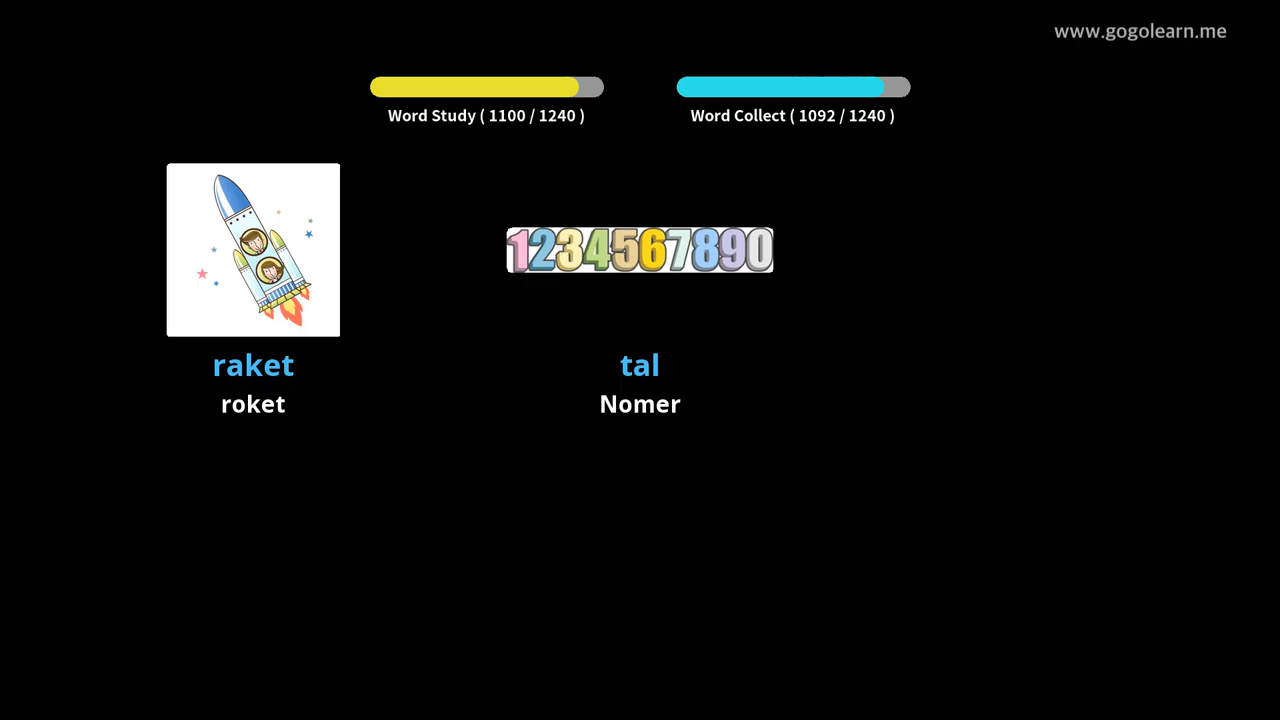 www.gogolearn.me
Word Study ( 1100 / 1240 )
Word Collect ( 1092 / 1240 )
1234567890
raket
tal
roket
Nomer